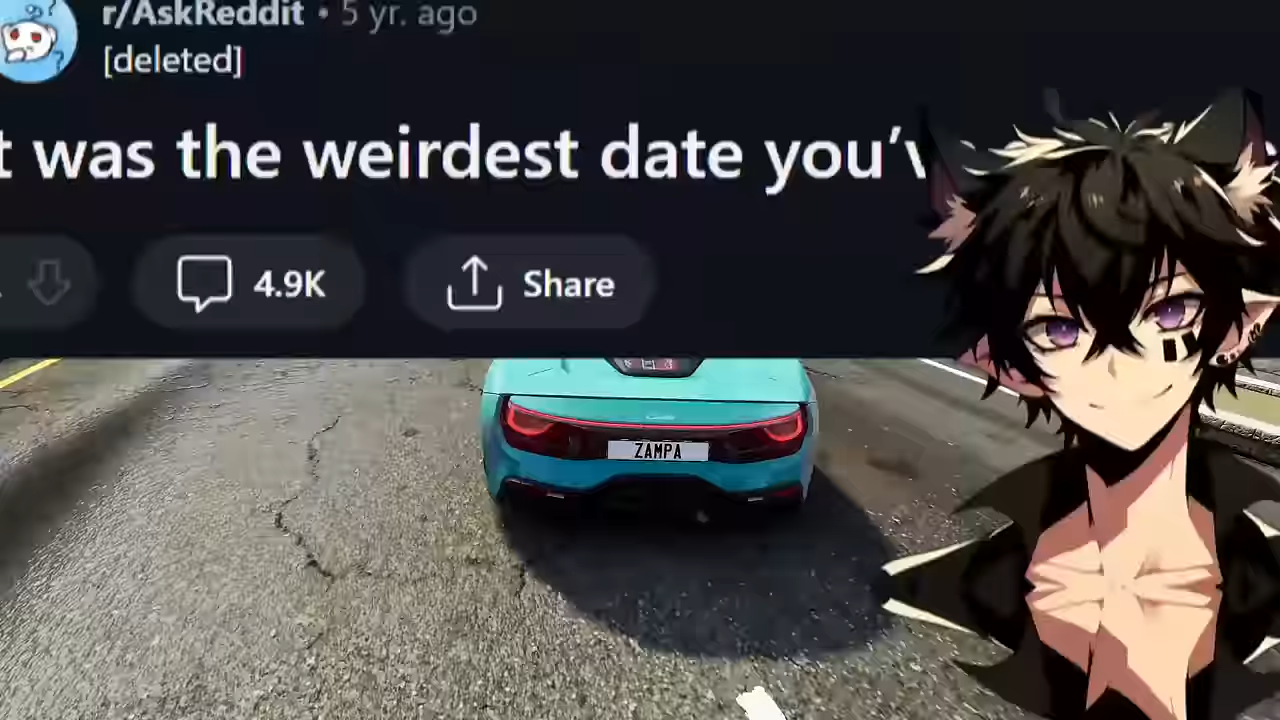 r/AskReddit • 5 yr. ago
[deleted]
t was the weirdest date you’v
4.9K
Share
ZAMPA